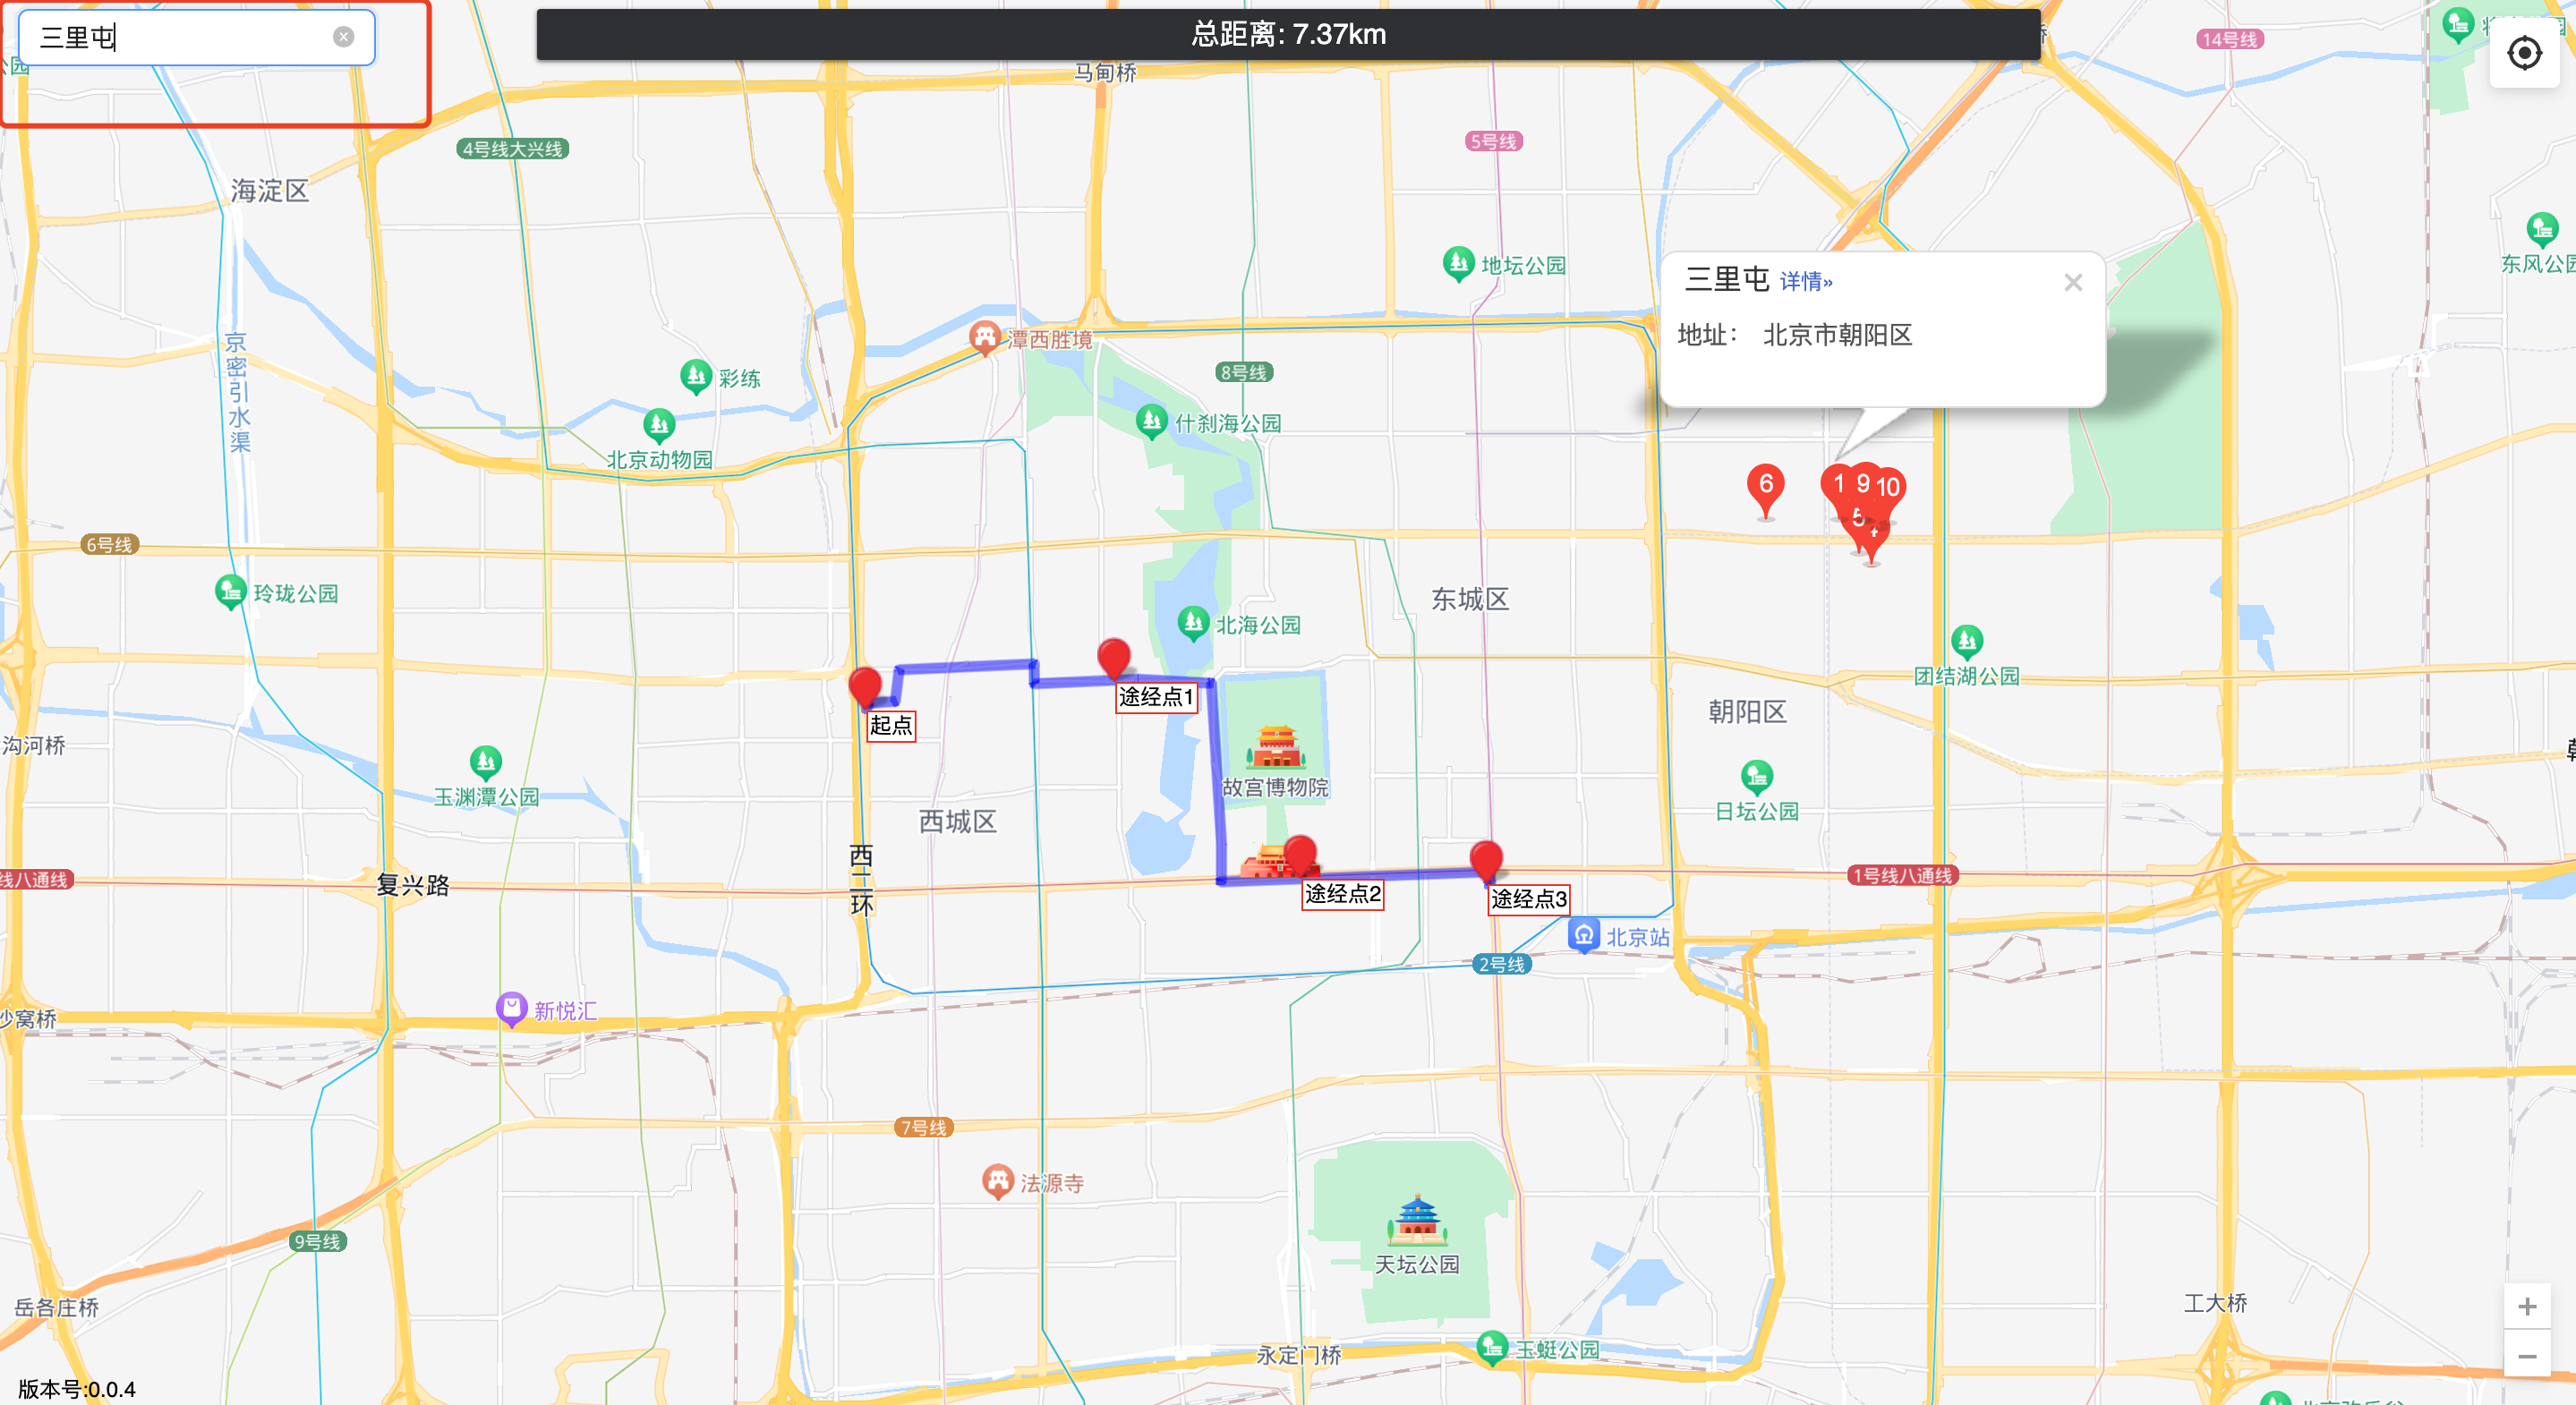 三里屯
总距离: 7.37km
14号线
公园
马甸桥
4号线大兴线
5号线
海淀区
地坛公园
东风公园
三里屯 详情»
地址： 北京市朝阳区
京密引水渠
潭西胜境
8号线
彩练
什刹海公园
北京动物园
6
1
9
10
5
6号线
玲珑公园
东城区
北海公园
团结湖公园
途经点1
起点
朝阳区
沟河桥
故宫博物院
玉渊潭公园
日坛公园
西城区
西二环
线八通线
复兴路
1号线八通线
途经点2
途经点3
北京站
2号线
新悦汇
沙窝桥
7号线
法源寺
9号线
天坛公园
岳各庄桥
工大桥
+
永定门桥
玉蜓公园
−
版本号:0.0.4